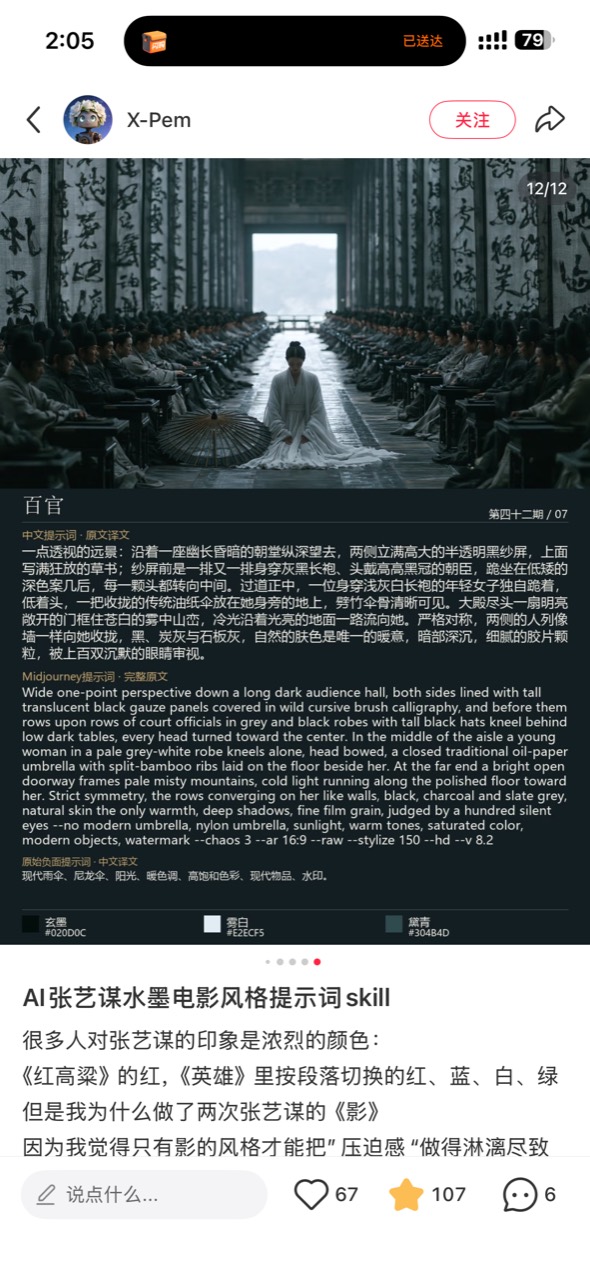 2:05
已送达
79
X-Pem
关注
12/12
百官
第四十二期 / 07
中文提示词 · 原文译文
一点透视的远景：沿着一座幽长昏暗的朝堂纵深望去，两侧立满高大的半透明黑纱屏，上面
写满狂放的草书；纱屏前是一排又一排身穿灰黑长袍、头戴高高黑冠的朝臣，跪坐在低矮的
深色案几后，每一颗头都转向中间。过道正中，一位身穿浅灰白长袍的年轻女子独自跪着，
低着头，一把收拢的传统油纸伞放在她身旁的地上，劈竹伞骨清晰可见。大殿尽头一扇明亮
敞开的门框住苍白的雾中山峦，冷光沿着光亮的地面一路流向她。严格对称，两侧的人列像
墙一样向她收拢，黑、炭灰与石板灰，自然的肤色是唯一的暖意，暗部深沉，细腻的胶片颗
粒，被上百双沉默的眼睛审视。
Midjourney提示词 · 完整原文
Wide one-point perspective down a long dark audience hall, both sides lined with tall
translucent black gauze panels covered in wild cursive brush calligraphy, and before them
rows upon rows of court officials in grey and black robes with tall black hats kneel behind
low dark tables, every head turned toward the center. In the middle of the aisle a young
woman in a pale grey-white robe kneels alone, head bowed, a closed traditional oil-paper
umbrella with split-bamboo ribs laid on the floor beside her. At the far end a bright open
doorway frames pale misty mountains, cold light running along the polished floor toward
her. Strict symmetry, the rows converging on her like walls, black, charcoal and slate grey,
natural skin the only warmth, deep shadows, fine film grain, judged by a hundred silent
eyes --no modern umbrella, nylon umbrella, sunlight, warm tones, saturated color,
modern objects, watermark --chaos 3 --ar 16:9 --raw --stylize 150 --hd --v 8.2
原始负面提示词 · 中文译文
现代雨伞、尼龙伞、阳光、暖色调、高饱和色彩、现代物品、水印。
玄墨
#020D0C
雾白
#E2ECF5
黛青
#304B4D
AI张艺谋水墨电影风格提示词skill
很多人对张艺谋的印象是浓烈的颜色：
《红高粱》的红，《英雄》里按段落切换的红、蓝、白、绿
但是我为什么做了两次张艺谋的《影》
因为我觉得只有影的风格才能把” 压迫感 “做得淋漓尽致
说点什么...
67
107
6